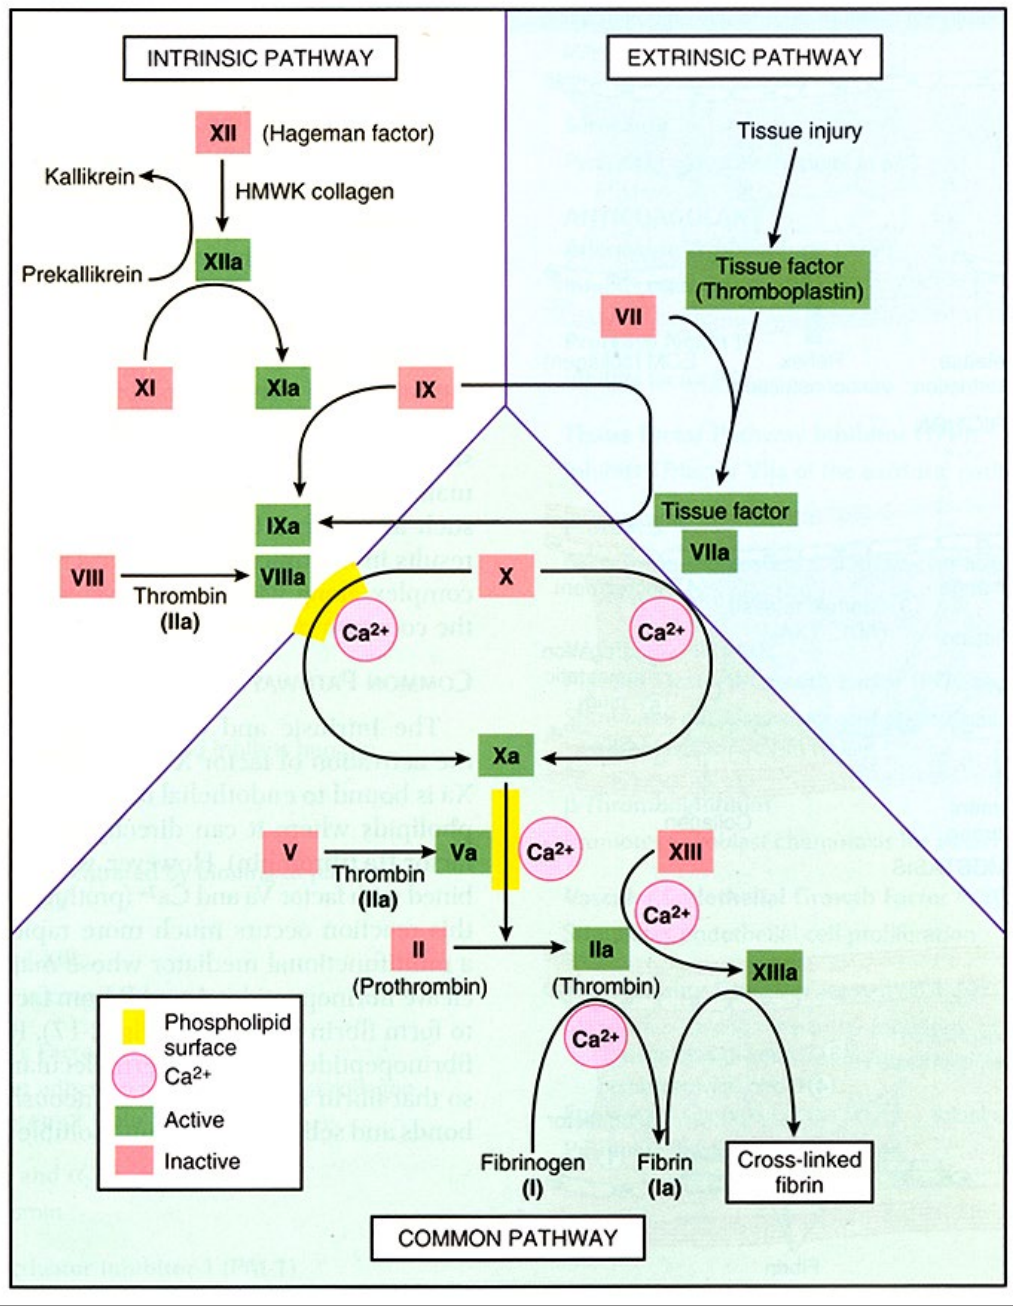 INTRINSIC PATHWAY
EXTRINSIC PATHWAY
XII (Hageman factor)
Tissue injury
Kallikrein
HMWK collagen
XIIa
Prekallikrein
Tissue factor
(Thromboplastin)
VII
XI
XIa
IX
Tissue factor
VIIa
IXa
VIII
Thrombin
(IIa)
VIIIa
X
Ca2+
Ca2+
Xa
V
Thrombin
(IIa)
Va
Ca2+
XIII
Ca2+
II
(Prothrombin)
IIa
(Thrombin)
XIIIa
Ca2+
Phospholipid
surface
Ca2+
Active
Inactive
Fibrinogen
(I)
Fibrin
(Ia)
Cross-linked
fibrin
COMMON PATHWAY